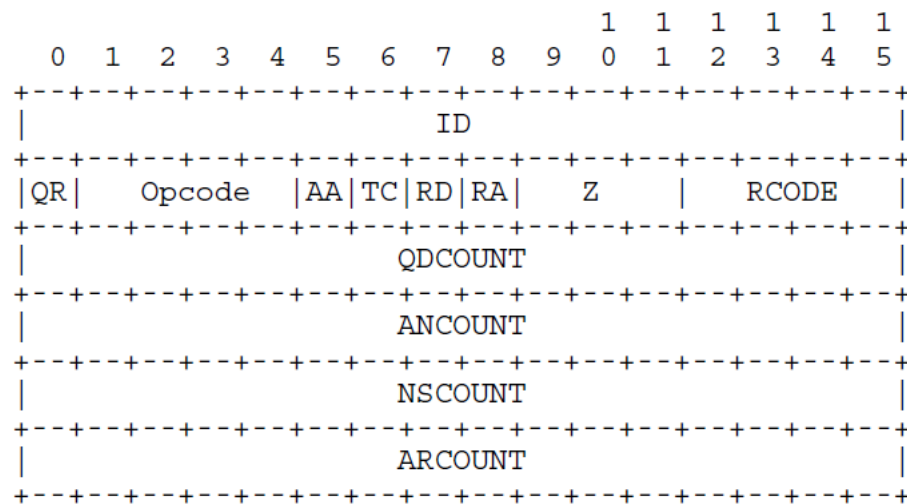 1  1  1  1  1  1
  0  1  2  3  4  5  6  7  8  9  0  1  2  3  4  5
+--+--+--+--+--+--+--+--+--+--+--+--+--+--+--+--+
|                      ID                       |
+--+--+--+--+--+--+--+--+--+--+--+--+--+--+--+--+
|QR|   Opcode  |AA|TC|RD|RA|   Z    |   RCODE   |
+--+--+--+--+--+--+--+--+--+--+--+--+--+--+--+--+
|                    QDCOUNT                    |
+--+--+--+--+--+--+--+--+--+--+--+--+--+--+--+--+
|                    ANCOUNT                    |
+--+--+--+--+--+--+--+--+--+--+--+--+--+--+--+--+
|                    NSCOUNT                    |
+--+--+--+--+--+--+--+--+--+--+--+--+--+--+--+--+
|                    ARCOUNT                    |
+--+--+--+--+--+--+--+--+--+--+--+--+--+--+--+--+